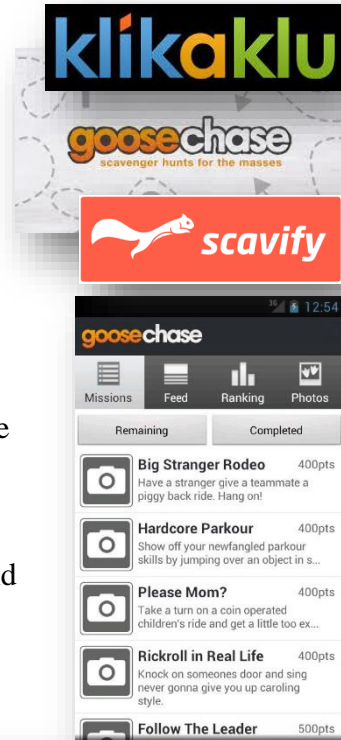 klikaklu
goosechase
scavenger hunts for the masses
scavify
3G 12:54
goosechase
Missions Feed Ranking Photos
Remaining Completed
e
Big Stranger Rodeo 400pts
Have a stranger give a teammate a
piggy back ride. Hang on!
Hardcore Parkour 400pts
Show off your newfangled parkour
skills by jumping over an object in s...
d
Please Mom? 400pts
Take a turn on a coin operated
children's ride and get a little too ex...
Rickroll in Real Life 400pts
Knock on someones door and sing
never gonna give you up caroling
style.
Follow The Leader 500pts